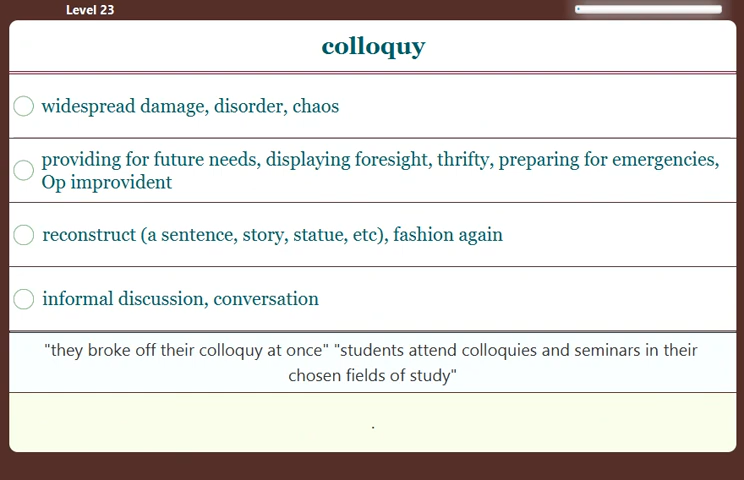 Level 23
colloquy
widespread damage, disorder, chaos
providing for future needs, displaying foresight, thrifty, preparing for emergencies,
Op improvident
reconstruct (a sentence, story, statue, etc), fashion again
informal discussion, conversation
"they broke off their colloquy at once" "students attend colloquies and seminars in their
chosen fields of study"
.